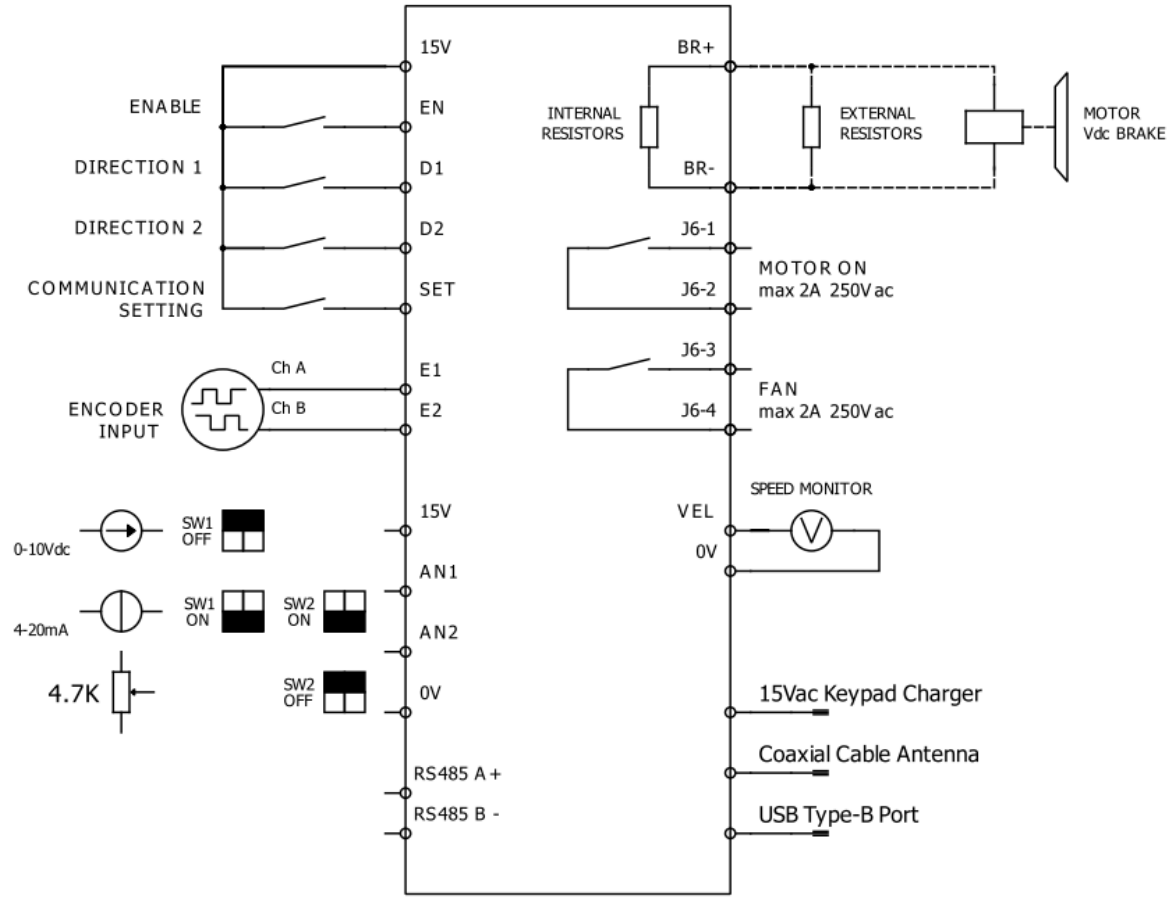 15V
ENABLE
EN
DIRECTION 1
D1
DIRECTION 2
D2
COMMUNICATION
SETTING
SET
Ch A
E1
Ch B
E2
ENCODER
INPUT
15V
0-10Vdc
SW1
OFF
AN1
4-20mA
SW1
ON
SW2
ON
AN2
4.7K
SW2
OFF
0V
RS485 A +
RS485 B -
BR+
INTERNAL
RESISTORS
EXTERNAL
RESISTORS
MOTOR
Vdc BRAKE
BR-
J6-1
MOTOR ON
max 2A 250Vac
J6-2
J6-3
FAN
max 2A 250Vac
J6-4
SPEED MONITOR
VEL
V
0V
15Vac Keypad Charger
Coaxial Cable Antenna
USB Type-B Port